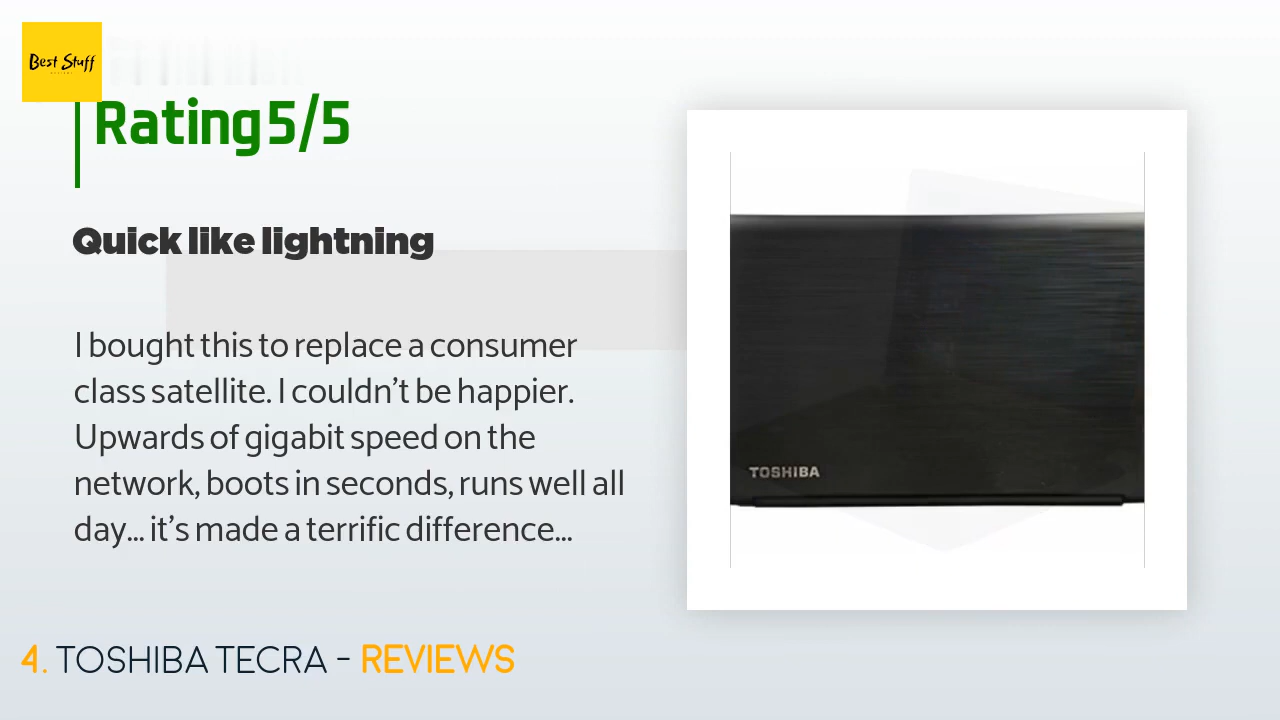 Best Stuff
Rating 5/5
Quick like lightning
I bought this to replace a consumer
class satellite. I couldn't be happier.
Upwards of gigabit speed on the
network, boots in seconds, runs well all
day... it's made a terrific difference...
TOSHIBA
4. TOSHIBA TECRA - REVIEWS